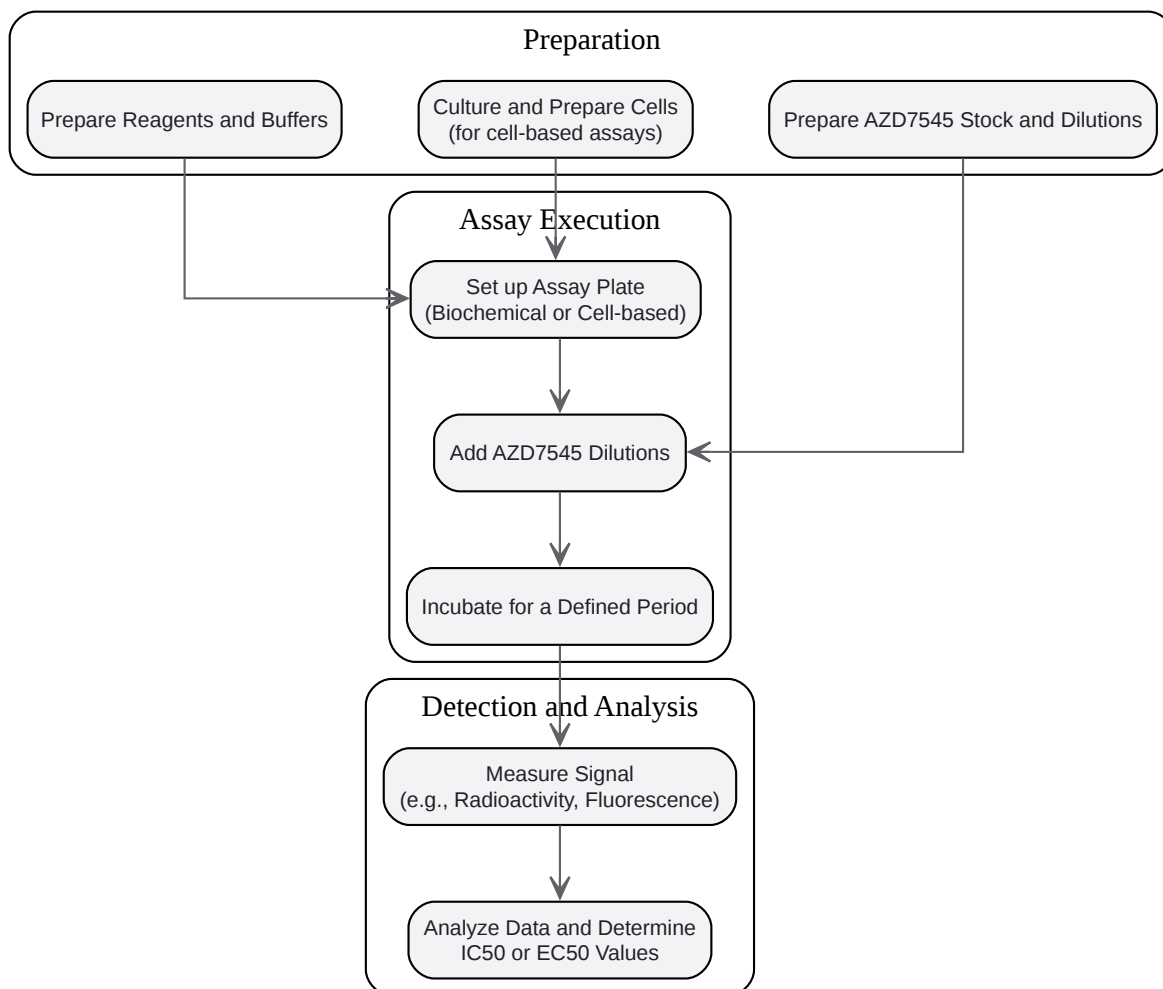 Preparation
Prepare Reagents and Buffers
Culture and Prepare Cells
(for cell-based assays)
Prepare AZD7545 Stock and Dilutions
Assay Execution
Set up Assay Plate
(Biochemical or Cell-based)
Add AZD7545 Dilutions
Incubate for a Defined Period
Detection and Analysis
Measure Signal
(e.g., Radioactivity, Fluorescence)
Analyze Data and Determine
IC50 or EC50 Values